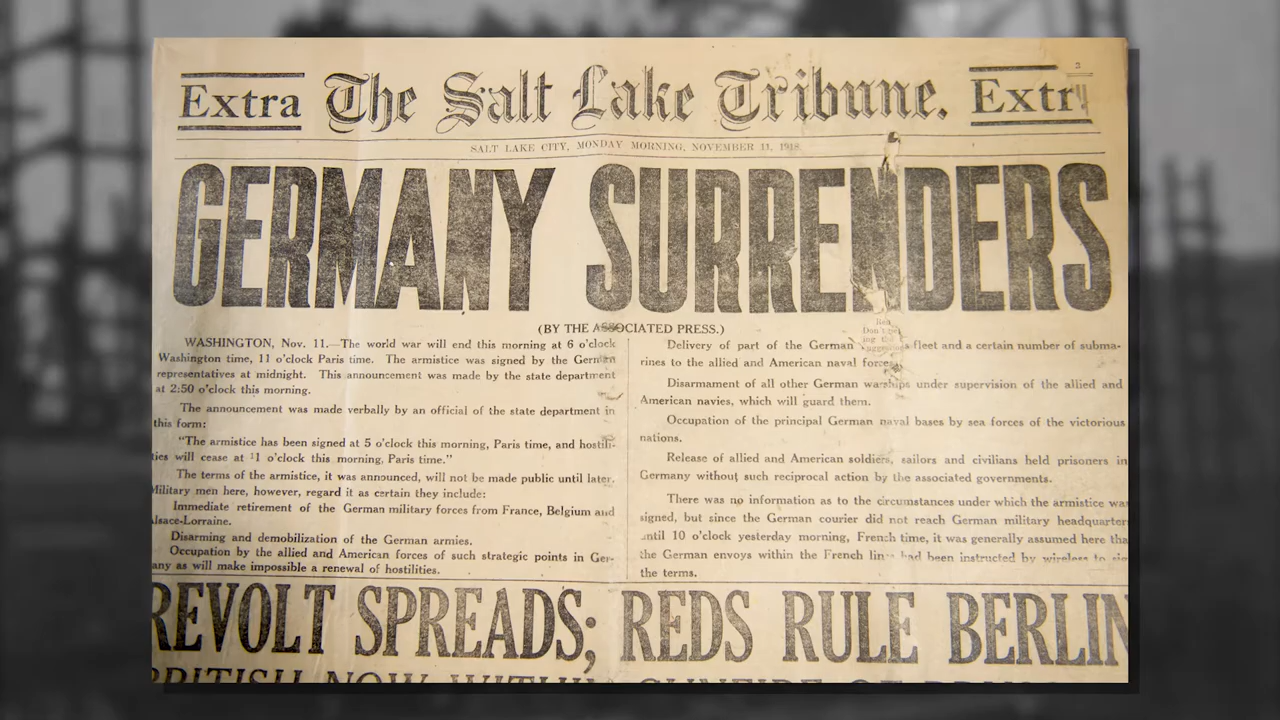 Extra The Salt Lake Tribune. Extr
SALT LAKE CITY, MONDAY MORNING, NOVEMBER 11, 1918.
GERMANY SURRENDERS
(BY THE ASSOCIATED PRESS.)
WASHINGTON, Nov. 11.—The world war will end this morning at 6 o'clock
Washington time, 11 o'clock Paris time. The armistice was signed by the German
representatives at midnight. This announcement was made by the state department
at 2:50 o'clock this morning.
The announcement was made verbally by an official of the state department in
this form:
"The armistice has been signed at 5 o'clock this morning, Paris time, and hostili-
ties will cease at 11 o'clock this morning, Paris time."
The terms of the armistice, it was announced, will not be made public until later.
Military men here, however, regard it as certain they include:
Immediate retirement of the German military forces from France, Belgium and
Alsace-Lorraine.
Disarming and demobilization of the German armies.
Occupation by the allied and American forces of such strategic points in Ger-
any as will make impossible a renewal of hostilities.
Delivery of part of the German fleet and a certain number of subma-
rines to the allied and American naval forces.
Disarmament of all other German warships under supervision of the allied and
American navies, which will guard them.
Occupation of the principal German naval bases by sea forces of the victorious
nations.
Release of allied and American soldiers, sailors and civilians held prisoners in
Germany without such reciprocal action by the associated governments.
There was no information as to the circumstances under which the armistice was
signed, but since the German courier did not reach German military headquarter
until 10 o'clock yesterday morning, French time, it was generally assumed here tha
the German envoys within the French lines had been instructed by wireless to sig
the terms.
REVOLT SPREADS; REDS RULE BERLIN
BRITISH NOW WITHIN GUNFIRE OF